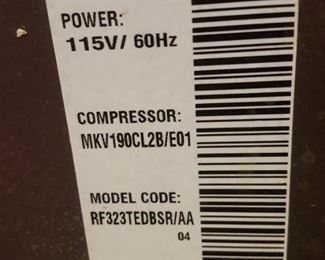 POWER:
115V/ 60Hz
COMPRESSOR:
MKV190CL2B/E01
MODEL CODE:
RF323TEDBSR/AA
04